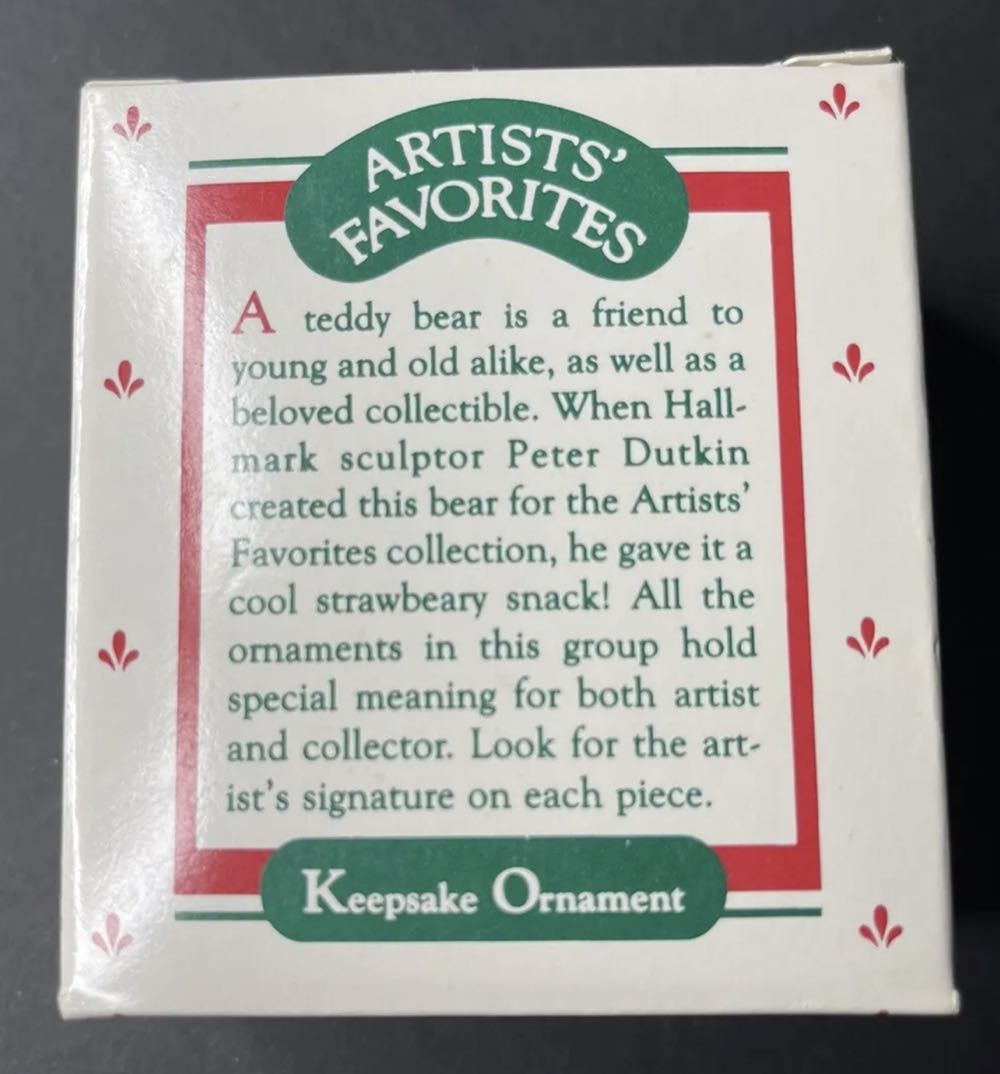 ARTISTS'
FAVORITES
A teddy bear is a friend to
young and old alike, as well as a
beloved collectible. When Hall-
mark sculptor Peter Dutkin
created this bear for the Artists'
Favorites collection, he gave it a
cool strawbeary snack! All the
ornaments in this group hold
special meaning for both artist
and collector. Look for the art-
ist's signature on each piece.
Keepsake Ornament